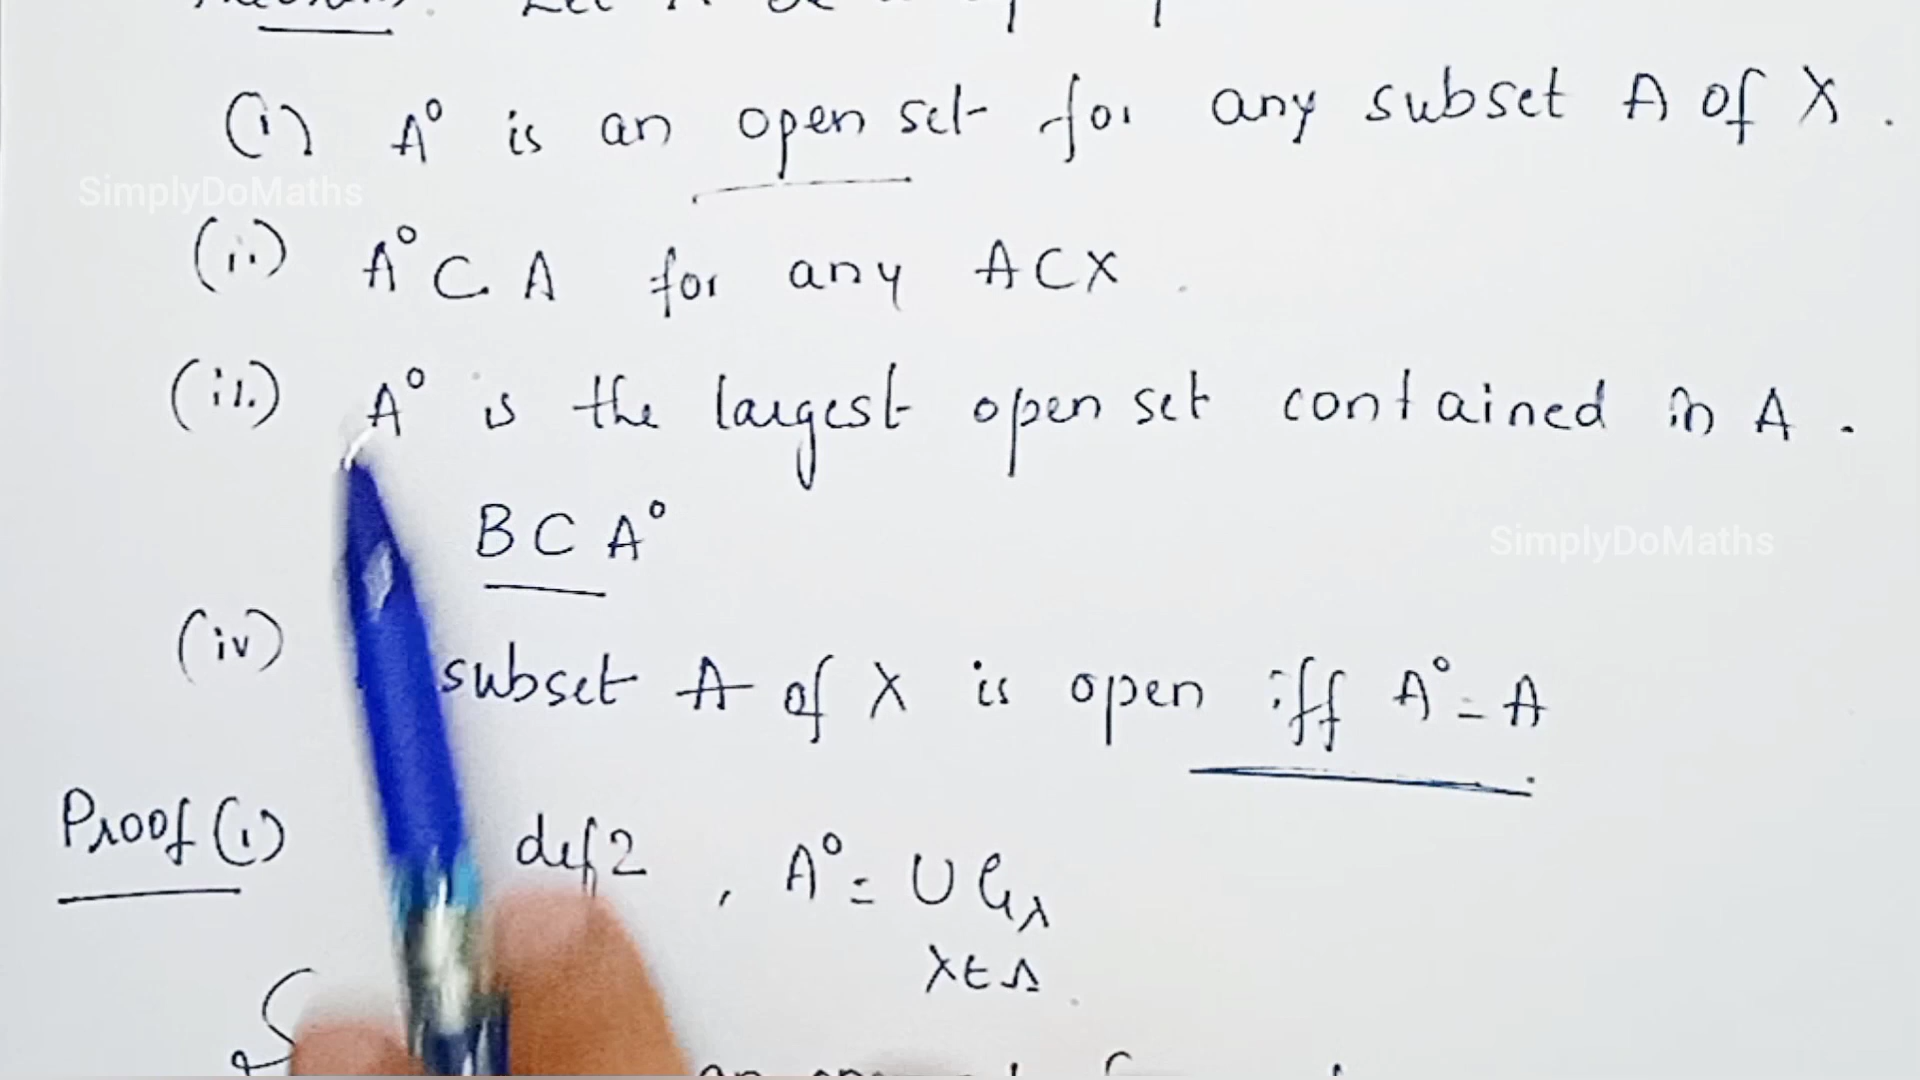 (i) A° is an open set for any subset A of X.
SimplyDoMaths
(ii) A° ⊂ A for any A⊂X.
(iii) A° is the largest open set contained in A.
B ⊂ A°
SimplyDoMaths
(iv) subset A of X is open iff A° = A
Proof (i) def 2, A° = ∪ Gλ
λ∈Δ